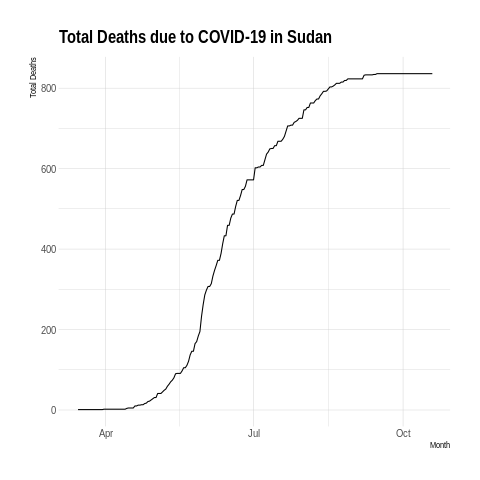 Total Deaths due to COVID-19 in Sudan
Total Deaths
800
600
400
200
0
Apr
Jul
Oct
Month